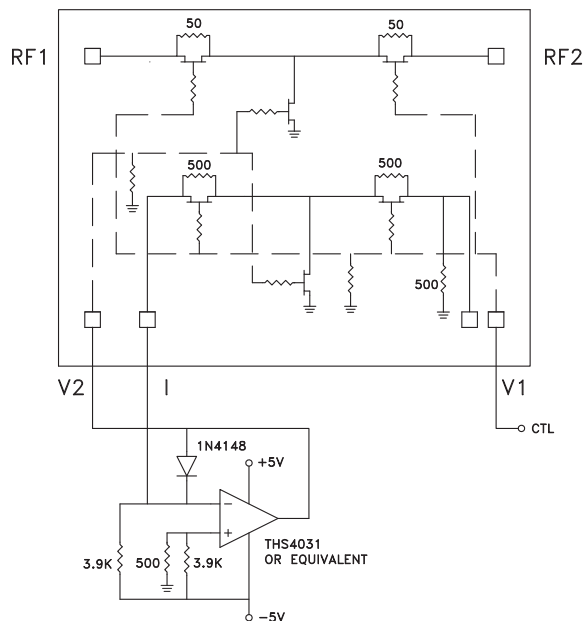 50
50
RF1
RF2
500
500
500
V2
I
V1
CTL
1N4148
+5V
−
+
THS4031
OR EQUIVALENT
3.9K
500
3.9K
−5V